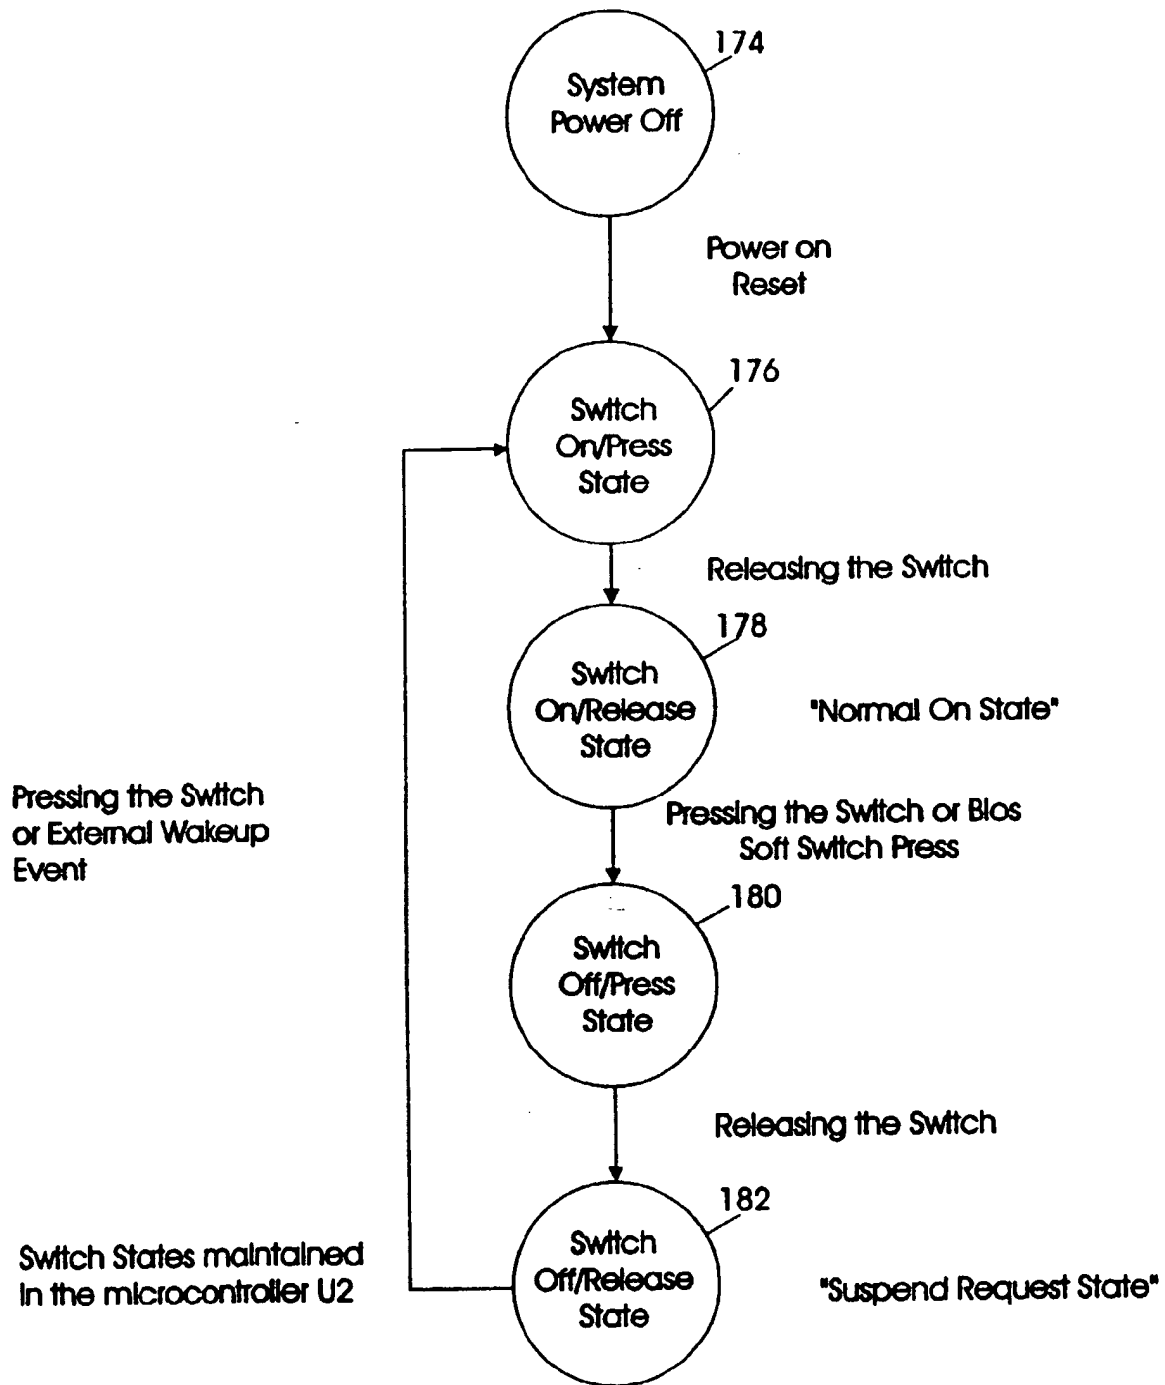 174
System
Power Off
Power on
Reset
176
Switch
On/Press
State
Releasing the Switch
178
Switch
On/Release
State
"Normal On State"
Pressing the Switch
or External Wakeup
Event
Pressing the Switch or Bios
Soft Switch Press
180
Switch
Off/Press
State
Releasing the Switch
182
Switch
Off/Release
State
"Suspend Request State"
Switch States maintained
in the microcontroller U2